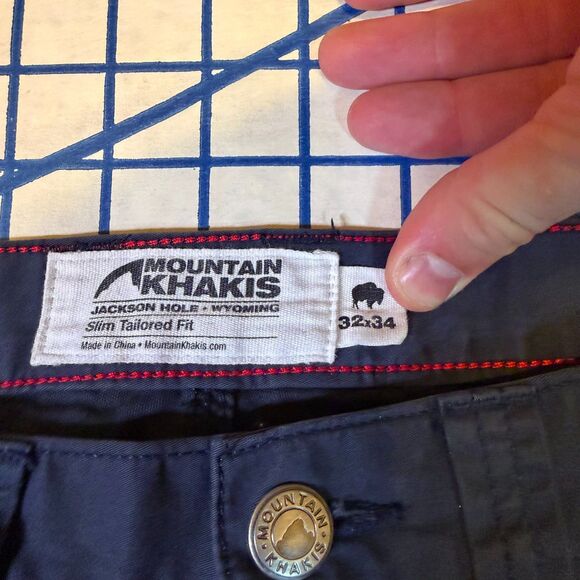 MOUNTAIN
KHAKIS
JACKSON HOLE • WYOMING
Slim Tailored Fit
Made in China • MountainKhakis.com
32x34
MOUNTAIN
KHAKIS